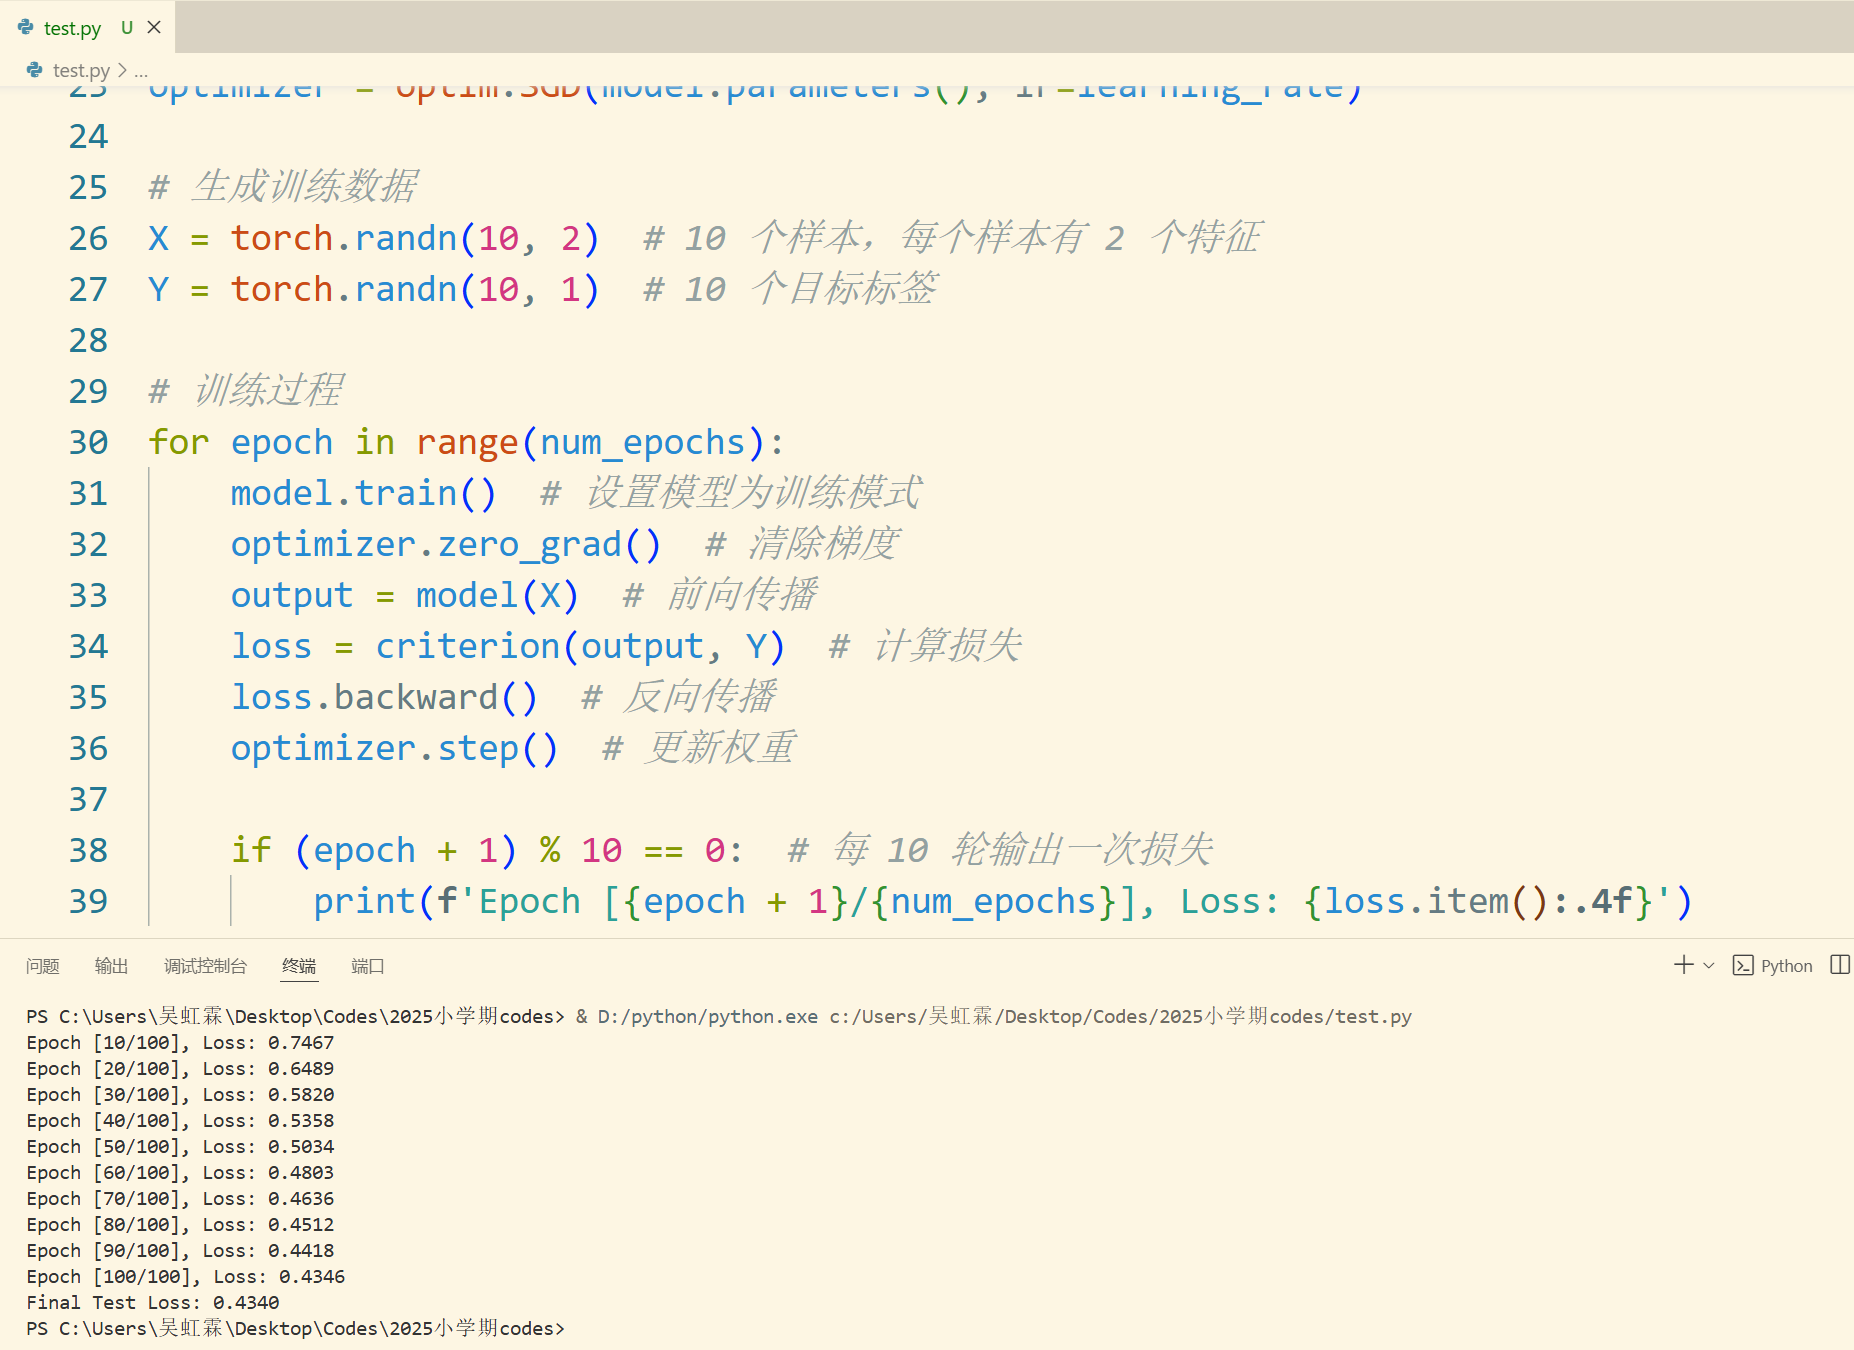 test.py U
test.py > ...
23 optimizer = optim.SGD(model.parameters(), lr=learning_rate)
24
25 # 生成训练数据
26 X = torch.randn(10, 2)  # 10 个样本，每个样本有 2 个特征
27 Y = torch.randn(10, 1)  # 10 个目标标签
28
29 # 训练过程
30 for epoch in range(num_epochs):
31     model.train()  # 设置模型为训练模式
32     optimizer.zero_grad()  # 清除梯度
33     output = model(X)  # 前向传播
34     loss = criterion(output, Y)  # 计算损失
35     loss.backward()  # 反向传播
36     optimizer.step()  # 更新权重
37
38     if (epoch + 1) % 10 == 0:  # 每 10 轮输出一次损失
39         print(f'Epoch [{epoch + 1}/{num_epochs}], Loss: {loss.item():.4f}')
问题 输出 调试控制台 终端 端口 Python
PS C:\Users\吴虹霖\Desktop\Codes\2025小学期codes> & D:/python/python.exe c:/Users/吴虹霖/Desktop/Codes/2025小学期codes/test.py
Epoch [10/100], Loss: 0.7467
Epoch [20/100], Loss: 0.6489
Epoch [30/100], Loss: 0.5820
Epoch [40/100], Loss: 0.5358
Epoch [50/100], Loss: 0.5034
Epoch [60/100], Loss: 0.4803
Epoch [70/100], Loss: 0.4636
Epoch [80/100], Loss: 0.4512
Epoch [90/100], Loss: 0.4418
Epoch [100/100], Loss: 0.4346
Final Test Loss: 0.4340
PS C:\Users\吴虹霖\Desktop\Codes\2025小学期codes>